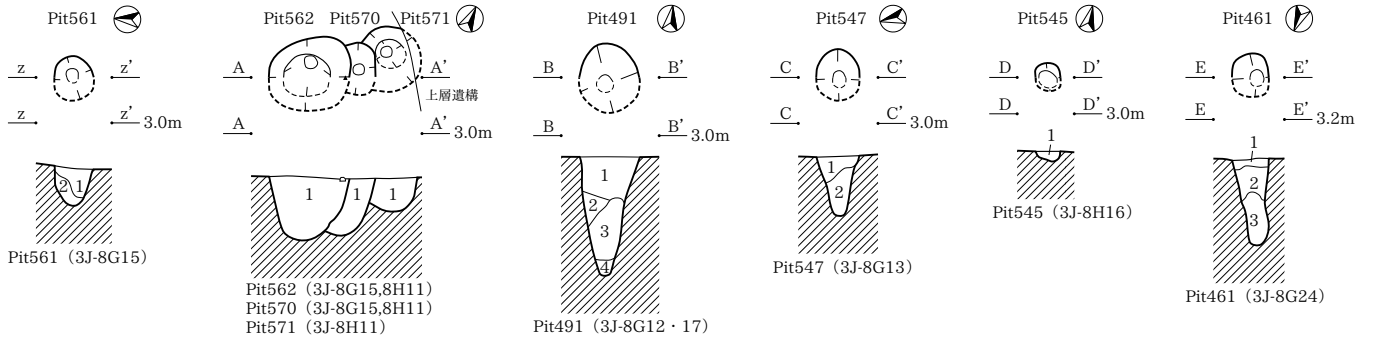 Pit561
Pit562 Pit570 Pit571
Pit491
Pit547
Pit545
Pit461
z z’
A A’
B B’
C C’
D D’
E E’
上層遺構
z z’ 3.0m
A A’ 3.0m
B B’ 3.0m
C C’ 3.0m
D D’ 3.0m
E E’ 3.2m
2 1
1 1 1
1
2
3
4
1
2
1
1
2
3
Pit561（3J-8G15）
Pit562（3J-8G15,8H11）
Pit570（3J-8G15,8H11）
Pit571（3J-8H11）
Pit491（3J-8G12・17）
Pit547（3J-8G13）
Pit545（3J-8H16）
Pit461（3J-8G24）